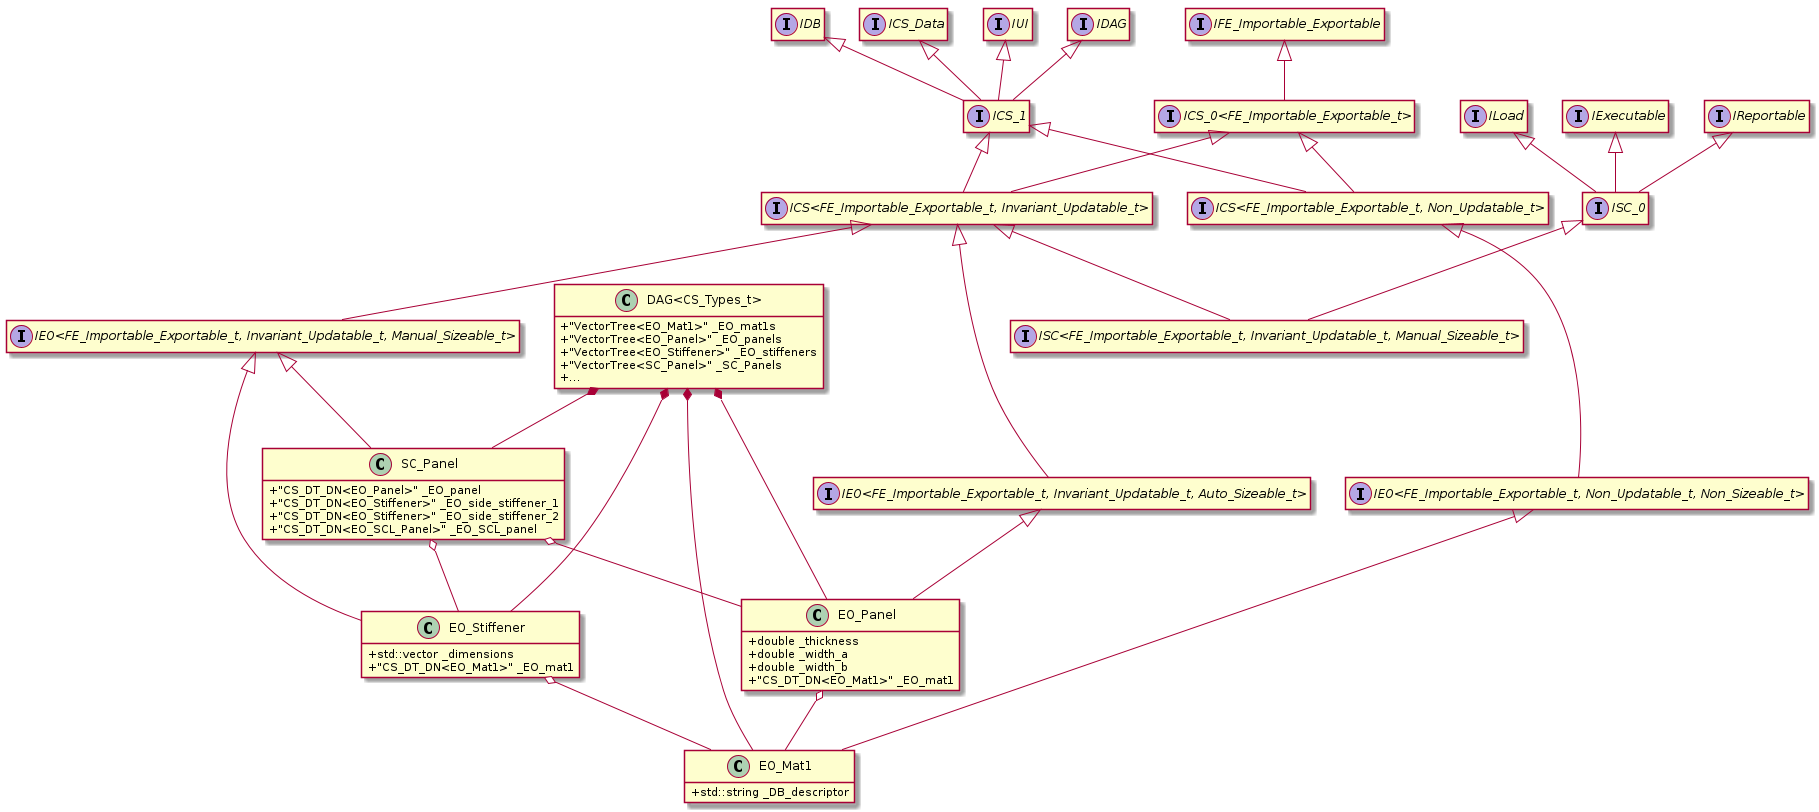 I IDB
I ICS_Data
I IUI
I IDAG
I IFE_Importable_Exportable
I ICS_1
I ICS_0<FE_Importable_Exportable_t>
I ILoad
I IExecutable
I IReportable
I ICS<FE_Importable_Exportable_t, Invariant_Updatable_t>
I ICS<FE_Importable_Exportable_t, Non_Updatable_t>
I ISC_0
I IEO<FE_Importable_Exportable_t, Invariant_Updatable_t, Manual_Sizeable_t>
C DAG<CS_Types_t>
+"VectorTree<EO_Mat1>" _EO_mat1s
+"VectorTree<EO_Panel>" _EO_panels
+"VectorTree<EO_Stiffener>" _EO_stiffeners
+"VectorTree<SC_Panel>" _SC_Panels
+...
I ISC<FE_Importable_Exportable_t, Invariant_Updatable_t, Manual_Sizeable_t>
C SC_Panel
+"CS_DT_DN<EO_Panel>" _EO_panel
+"CS_DT_DN<EO_Stiffener>" _EO_side_stiffener_1
+"CS_DT_DN<EO_Stiffener>" _EO_side_stiffener_2
+"CS_DT_DN<EO_SCL_Panel>" _EO_SCL_panel
I IEO<FE_Importable_Exportable_t, Invariant_Updatable_t, Auto_Sizeable_t>
I IEO<FE_Importable_Exportable_t, Non_Updatable_t, Non_Sizeable_t>
C EO_Stiffener
+std::vector _dimensions
+"CS_DT_DN<EO_Mat1>" _EO_mat1
C EO_Panel
+double _thickness
+double _width_a
+double _width_b
+"CS_DT_DN<EO_Mat1>" _EO_mat1
C EO_Mat1
+std::string _DB_descriptor